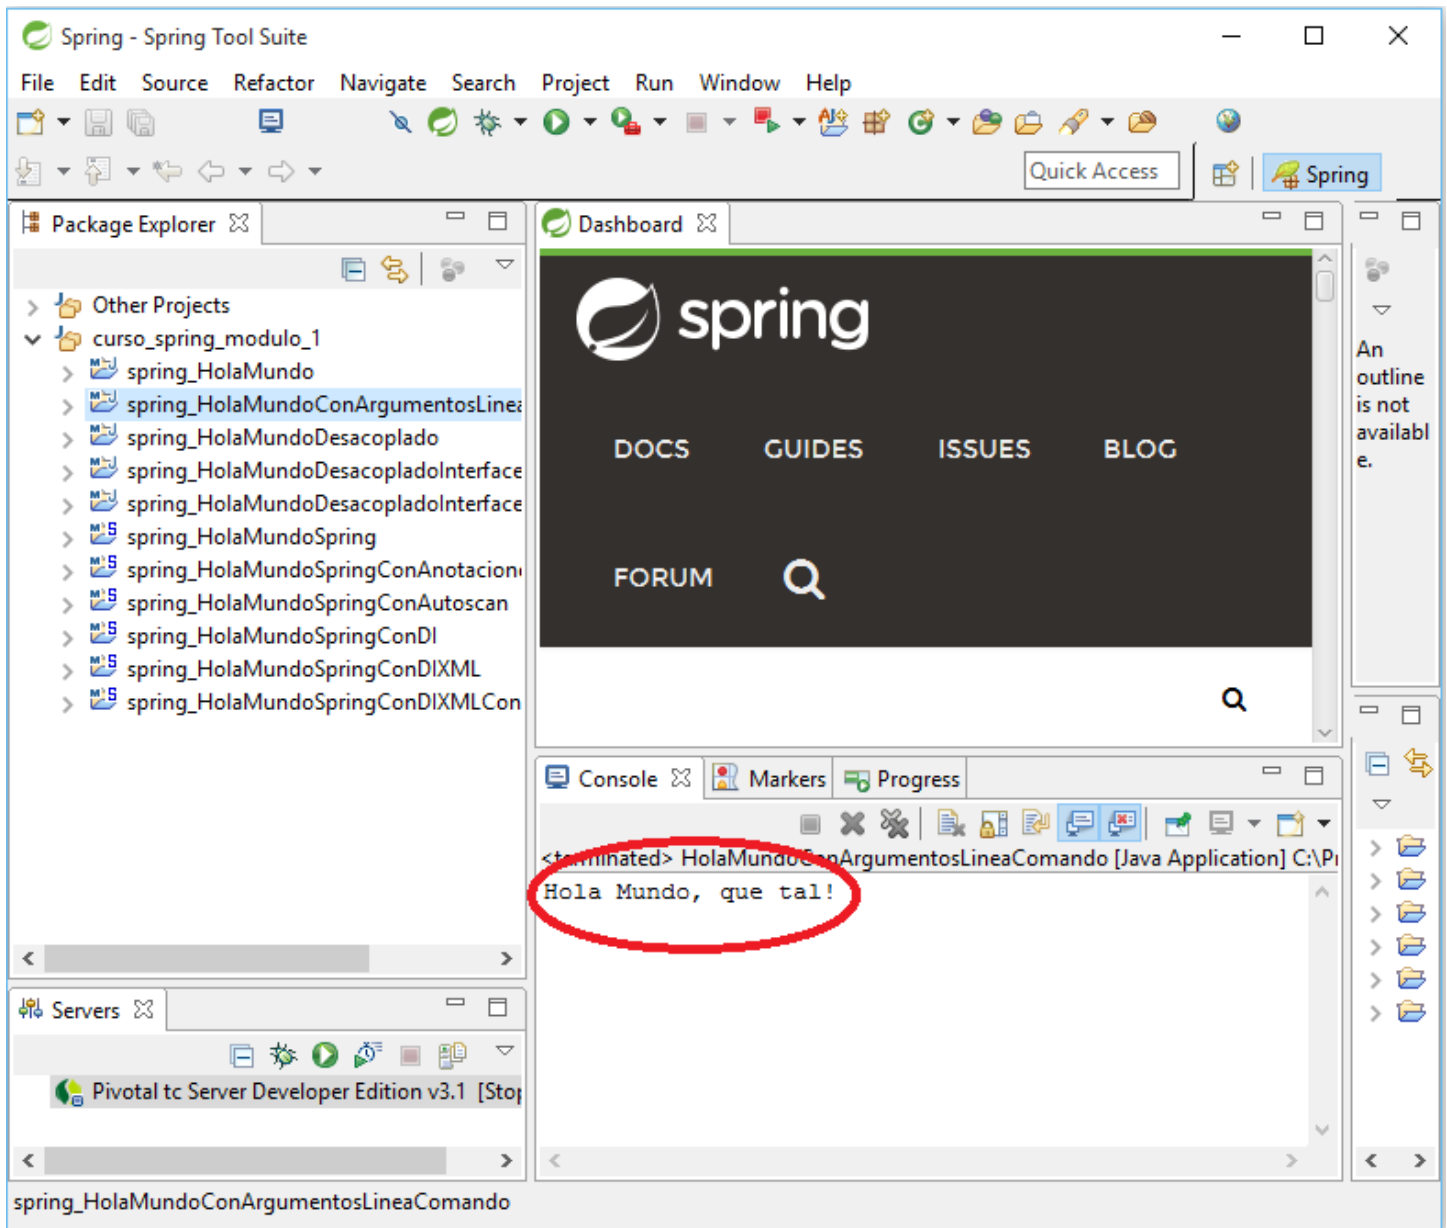 Spring - Spring Tool Suite
File Edit Source Refactor Navigate Search Project Run Window Help
Quick Access
Spring
Package Explorer
Other Projects
curso_spring_modulo_1
spring_HolaMundo
spring_HolaMundoConArgumentosLinea
spring_HolaMundoDesacoplado
spring_HolaMundoDesacopladoInterface
spring_HolaMundoDesacopladoInterface
spring_HolaMundoSpring
spring_HolaMundoSpringConAnotacion
spring_HolaMundoSpringConAutoscan
spring_HolaMundoSpringConDI
spring_HolaMundoSpringConDIXML
spring_HolaMundoSpringConDIXMLCon
Servers
Pivotal tc Server Developer Edition v3.1 [Stop
Dashboard
spring
DOCS GUIDES ISSUES BLOG
FORUM
Console Markers Progress
<terminated> HolaMundoConArgumentosLineaComando [Java Application] C:\P
Hola Mundo, que tal!
An
outline
is not
availabl
e.
spring_HolaMundoConArgumentosLineaComando